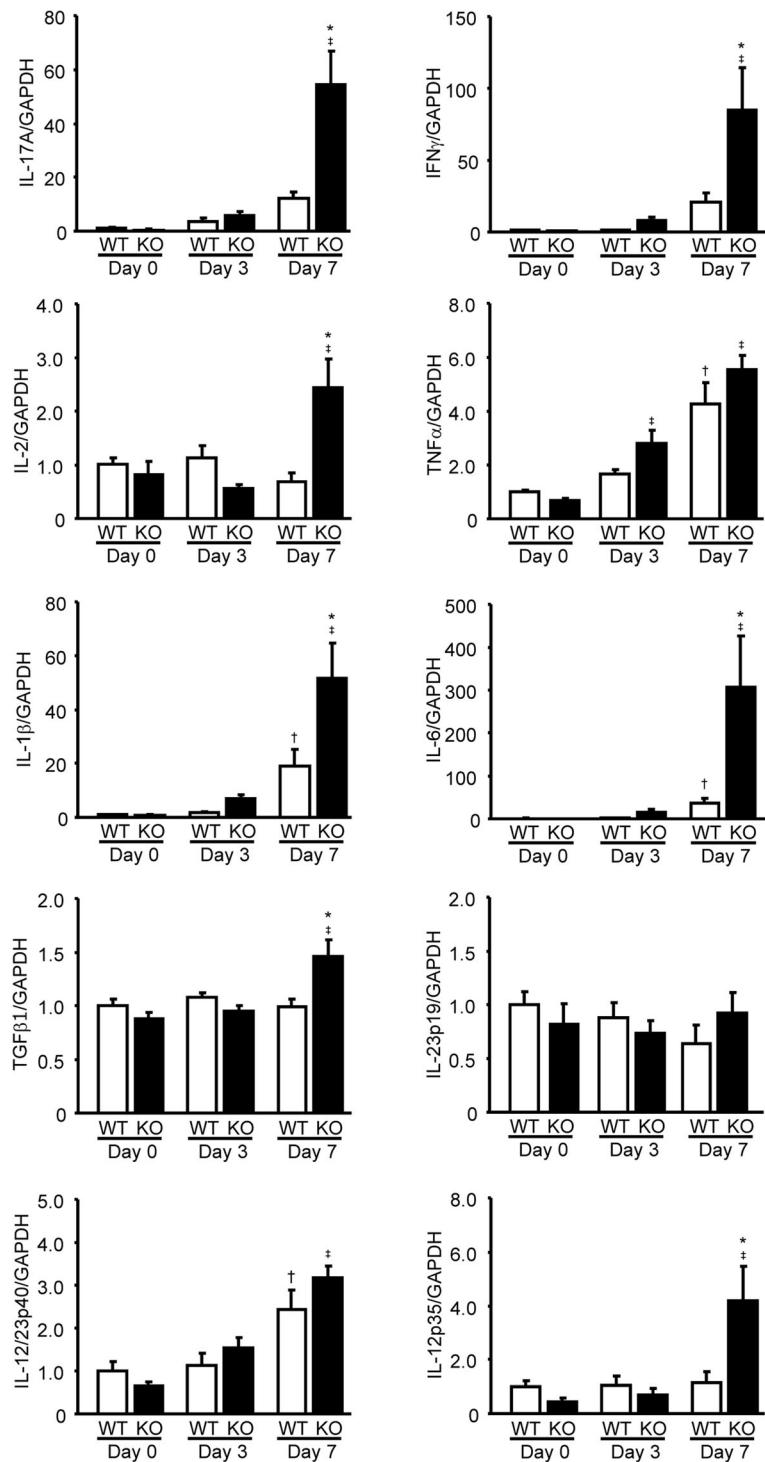 80
60
40
20
0
IL-17A/GAPDH
*
‡
WT KO WT KO WT KO
Day 0 Day 3 Day 7
150
100
50
0
IFNγ/GAPDH
*
‡
WT KO WT KO WT KO
Day 0 Day 3 Day 7
4.0
3.0
2.0
1.0
0
IL-2/GAPDH
*
‡
WT KO WT KO WT KO
Day 0 Day 3 Day 7
8.0
6.0
4.0
2.0
0
TNFα/GAPDH
‡
†
‡
WT KO WT KO WT KO
Day 0 Day 3 Day 7
80
60
40
20
0
IL-1β/GAPDH
†
*
‡
WT KO WT KO WT KO
Day 0 Day 3 Day 7
500
400
300
200
100
0
IL-6/GAPDH
†
*
‡
WT KO WT KO WT KO
Day 0 Day 3 Day 7
2.0
1.5
1.0
0.5
0
TGFβ1/GAPDH
*
‡
WT KO WT KO WT KO
Day 0 Day 3 Day 7
2.0
1.5
1.0
0.5
0
IL-23p19/GAPDH
WT KO WT KO WT KO
Day 0 Day 3 Day 7
5.0
4.0
3.0
2.0
1.0
0
IL-12/23p40/GAPDH
†
‡
WT KO WT KO WT KO
Day 0 Day 3 Day 7
8.0
6.0
4.0
2.0
0
IL-12p35/GAPDH
*
‡
WT KO WT KO WT KO
Day 0 Day 3 Day 7